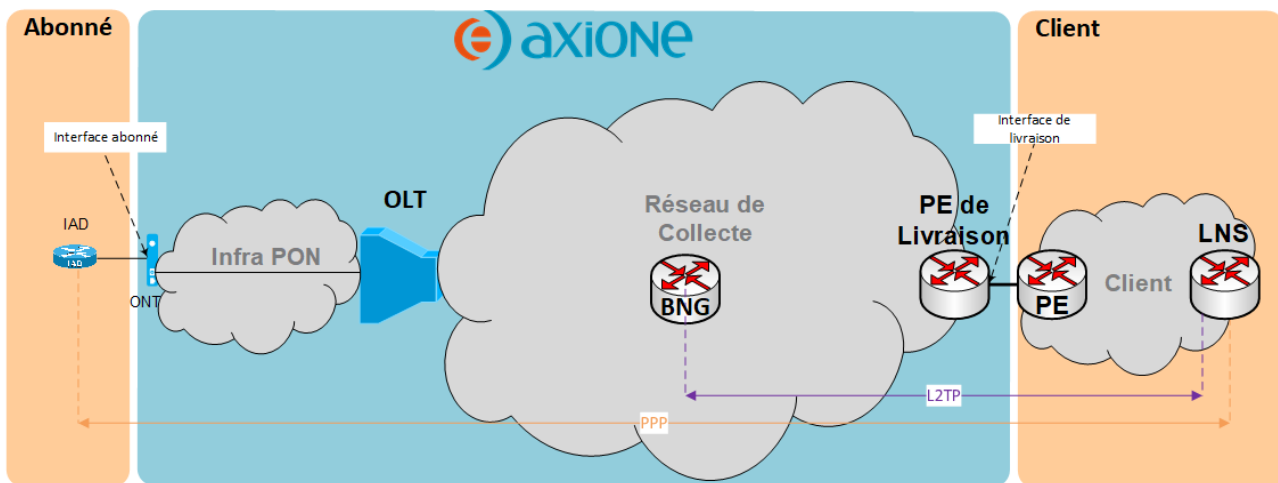 Abonné
axione
Client
Interface abonné
Interface de
livraison
OLT
PE de
Livraison
Réseau de
Collecte
LNS
IAD
Infra PON
Client
IAD
ONT
BNG
PE
L2TP
PPP